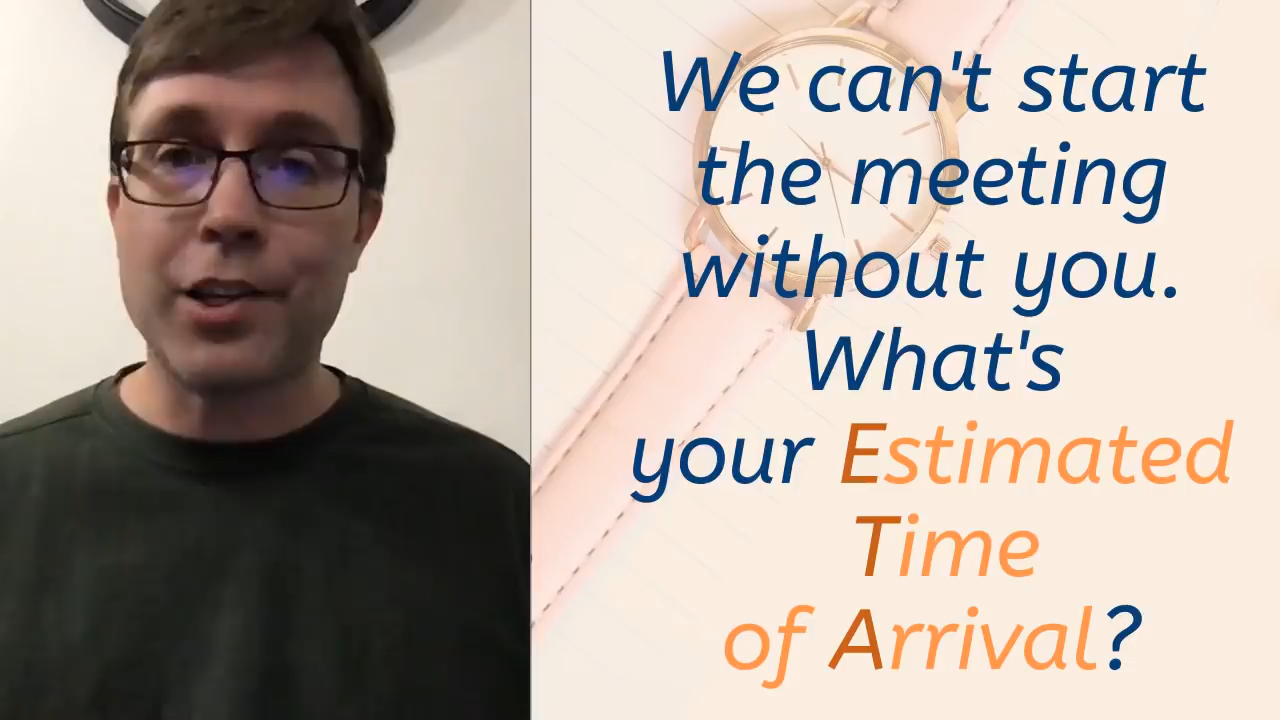 We can't start
the meeting
without you.
What's
your Estimated
Time
of Arrival?